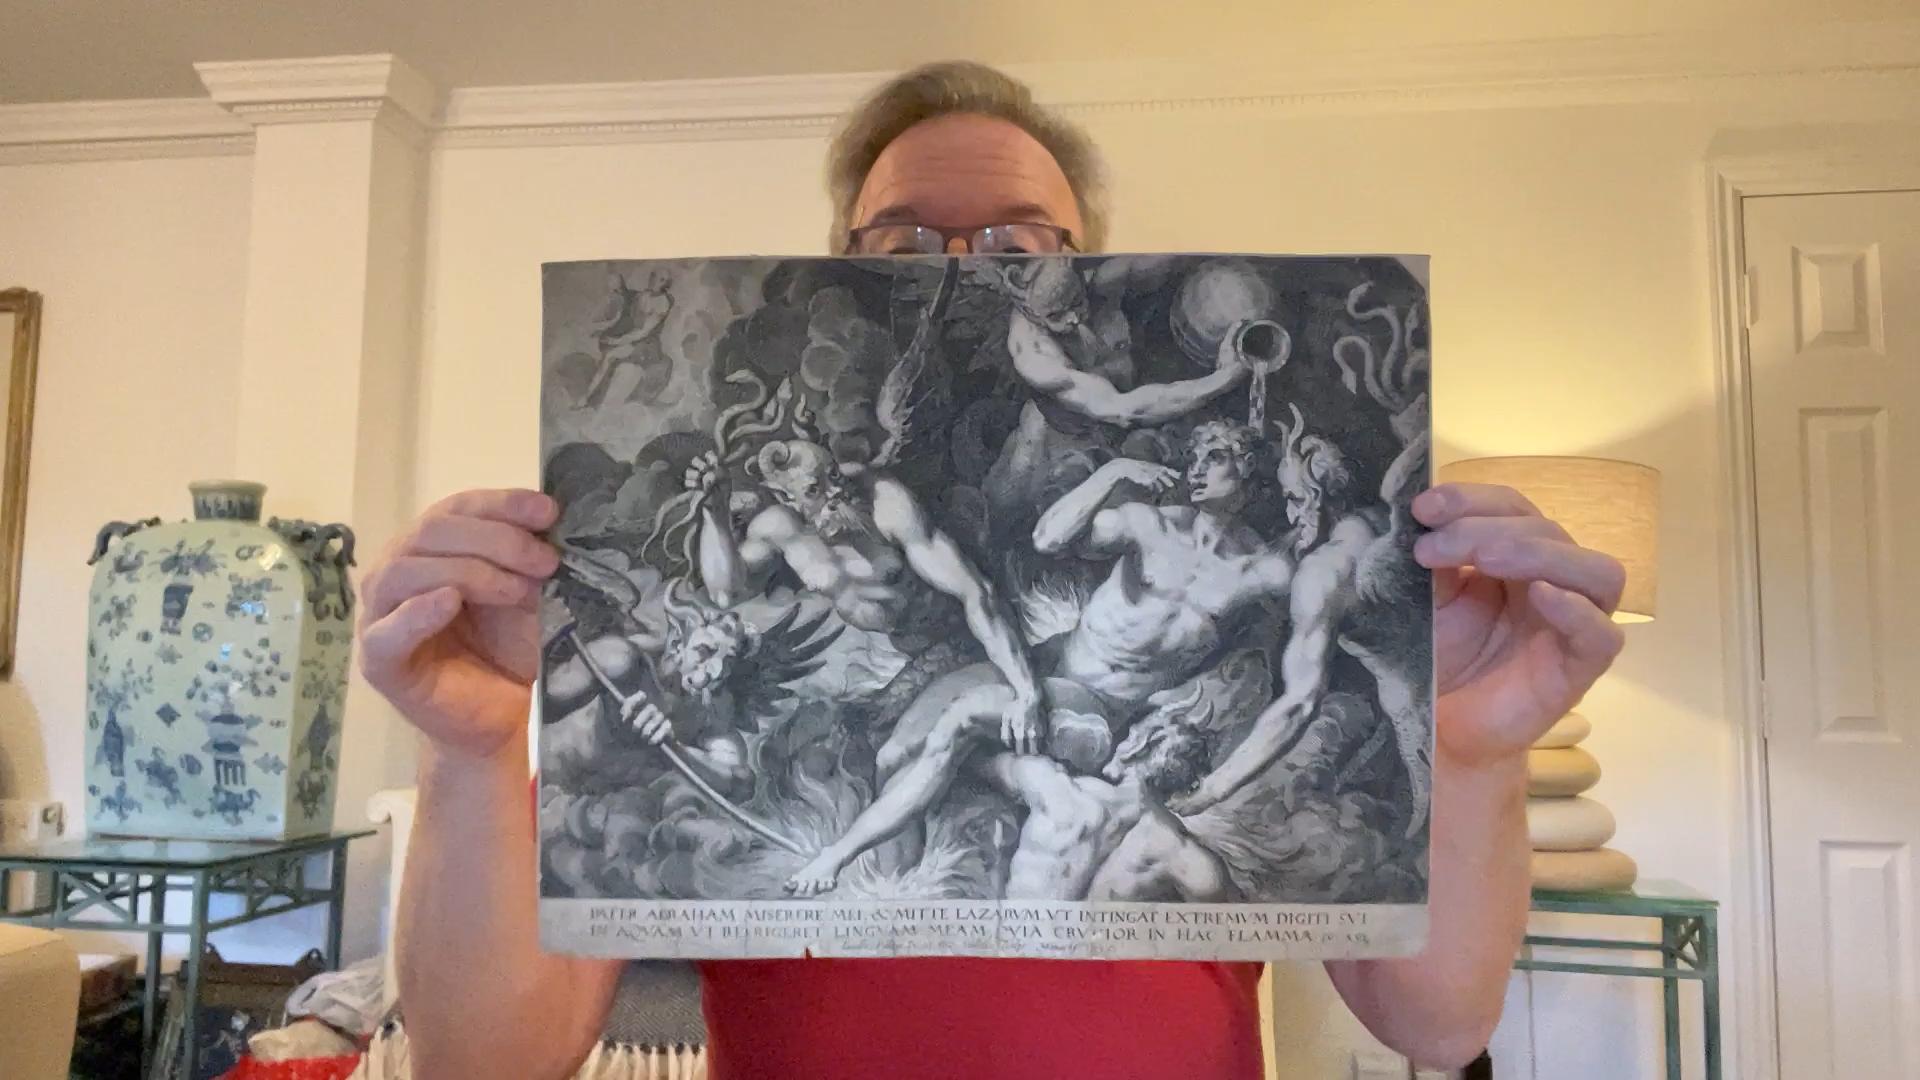 PATER ABRAHAM MISERERE MEI, & MITTE LAZARVM, VT INTINGAT EXTREMVM DIGITI SVI
IN AQVAM VT REFRIGERET LINGVAM MEAM, QVIA CRVCIOR IN HAC FLAMMA